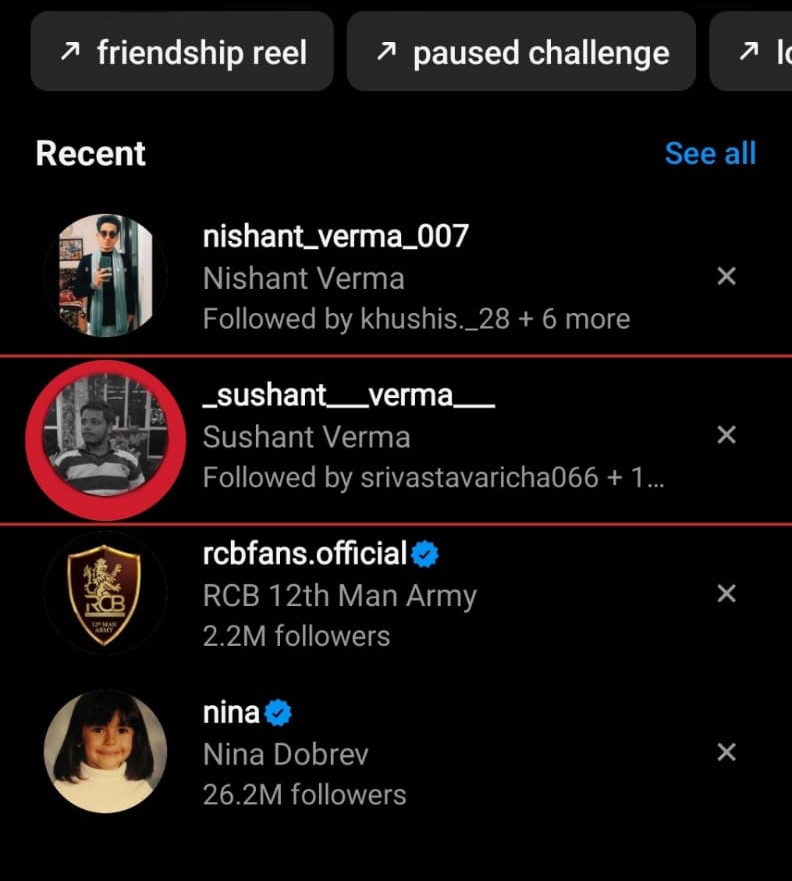 friendship reel
paused challenge
lo
Recent
See all
nishant_verma_007
Nishant Verma
Followed by khushis._28 + 6 more
_sushant___verma___
Sushant Verma
Followed by srivastavaricha066 + 1...
rcbfans.official
RCB 12th Man Army
2.2M followers
RCB
12th MAN
ARMY
nina
Nina Dobrev
26.2M followers